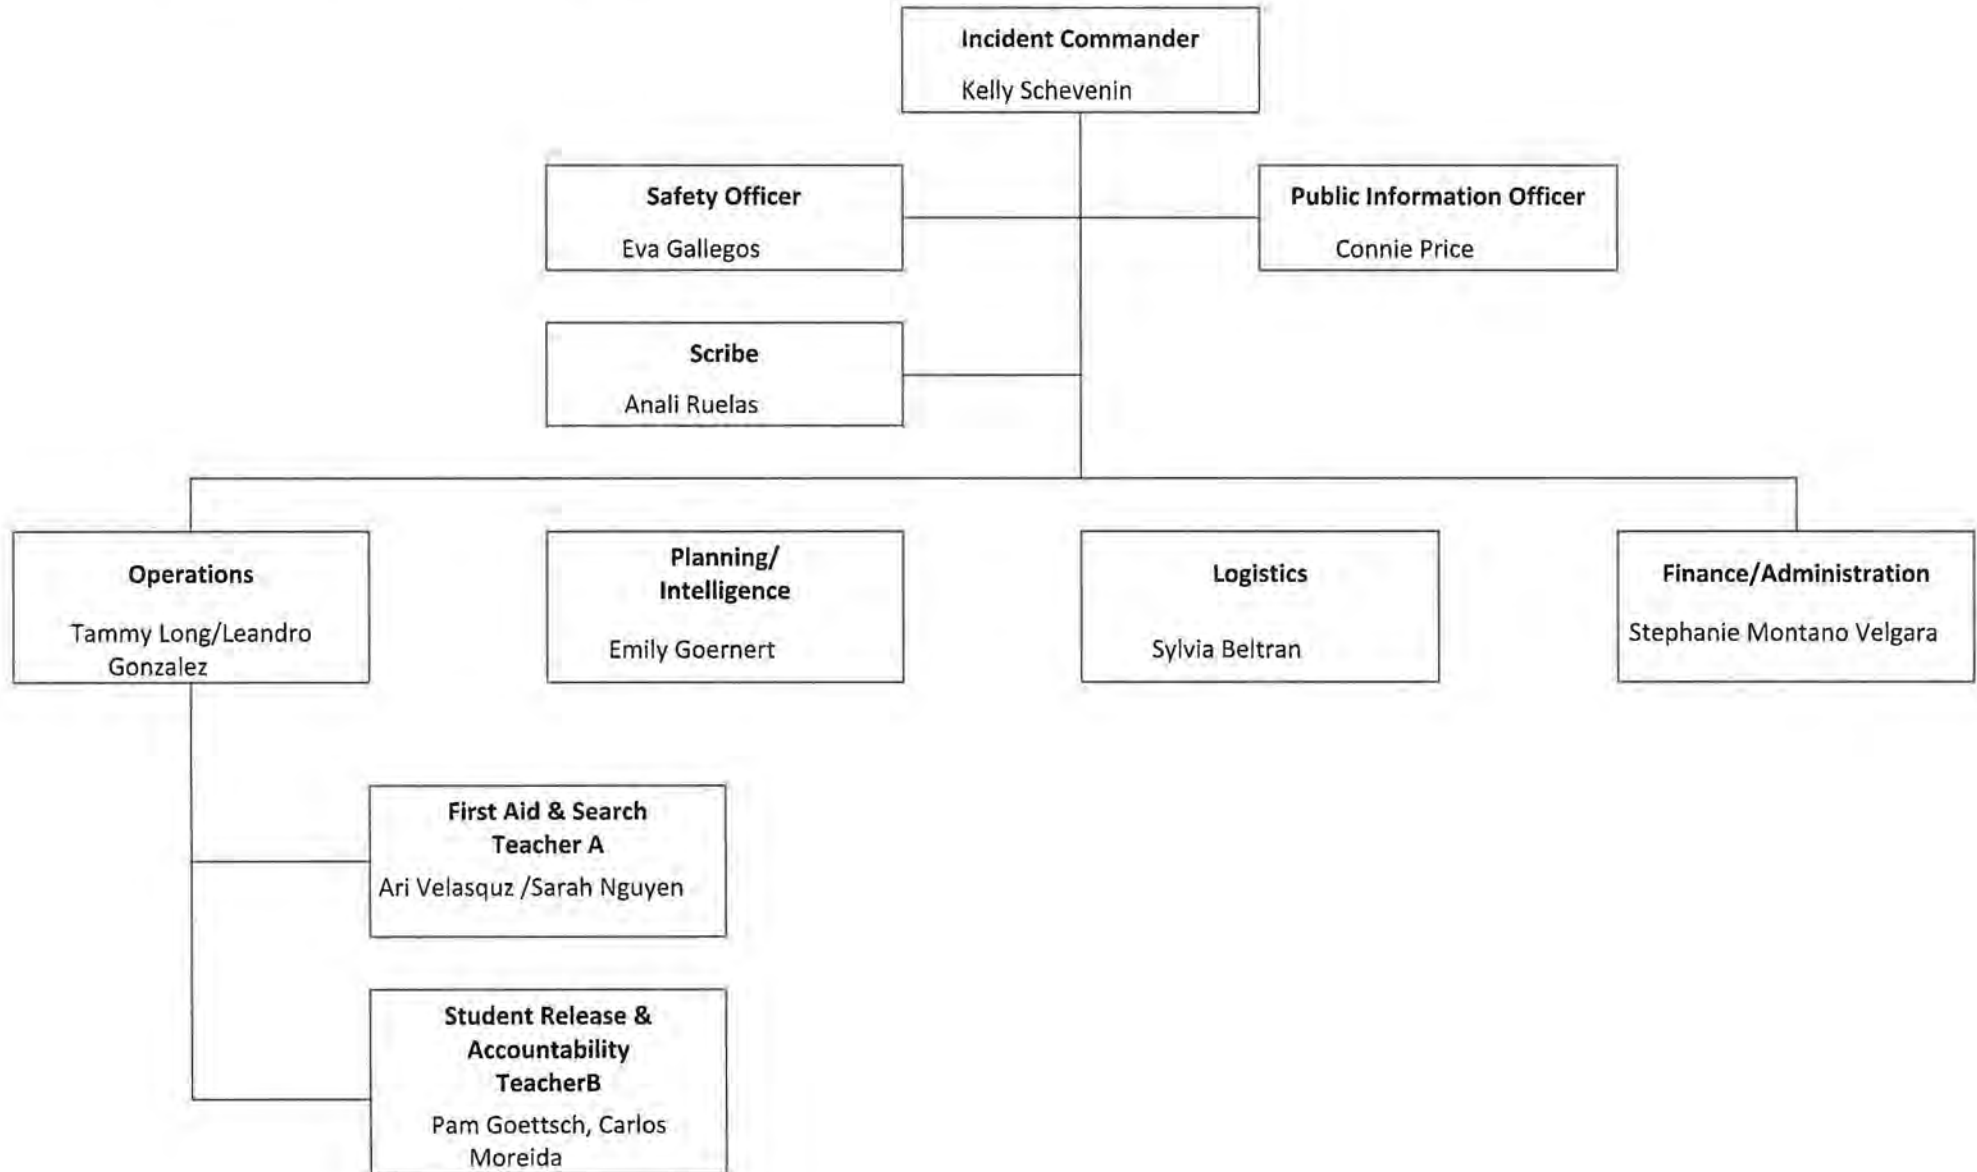 Incident Commander
Kelly Schevenin
Safety Officer
Eva Gallegos
Public Information Officer
Connie Price
Scribe
Anali Ruelas
Operations
Tammy Long/Leandro
Gonzalez
Planning/
Intelligence
Emily Goernert
Logistics
Sylvia Beltran
Finance/Administration
Stephanie Montano Velgara
First Aid & Search
Teacher A
Ari Velasquz /Sarah Nguyen
Student Release &
Accountability
TeacherB
Pam Goettsch, Carlos
Moreida